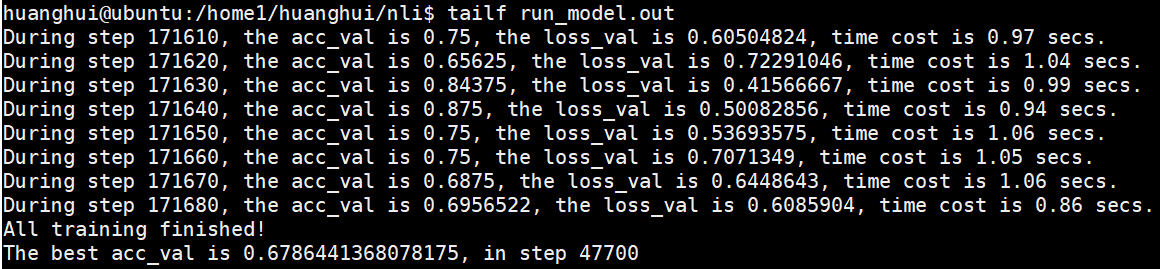 huanghui@ubuntu:/home1/huanghui/nli$ tailf run_model.out
During step 171610, the acc_val is 0.75, the loss_val is 0.60504824, time cost is 0.97 secs.
During step 171620, the acc_val is 0.65625, the loss_val is 0.72291046, time cost is 1.04 secs.
During step 171630, the acc_val is 0.84375, the loss_val is 0.41566667, time cost is 0.99 secs.
During step 171640, the acc_val is 0.875, the loss_val is 0.50082856, time cost is 0.94 secs.
During step 171650, the acc_val is 0.75, the loss_val is 0.53693575, time cost is 1.06 secs.
During step 171660, the acc_val is 0.75, the loss_val is 0.7071349, time cost is 1.05 secs.
During step 171670, the acc_val is 0.6875, the loss_val is 0.6448643, time cost is 1.06 secs.
During step 171680, the acc_val is 0.6956522, the loss_val is 0.6085904, time cost is 0.86 secs.
All training finished!
The best acc_val is 0.6786441368078175, in step 47700